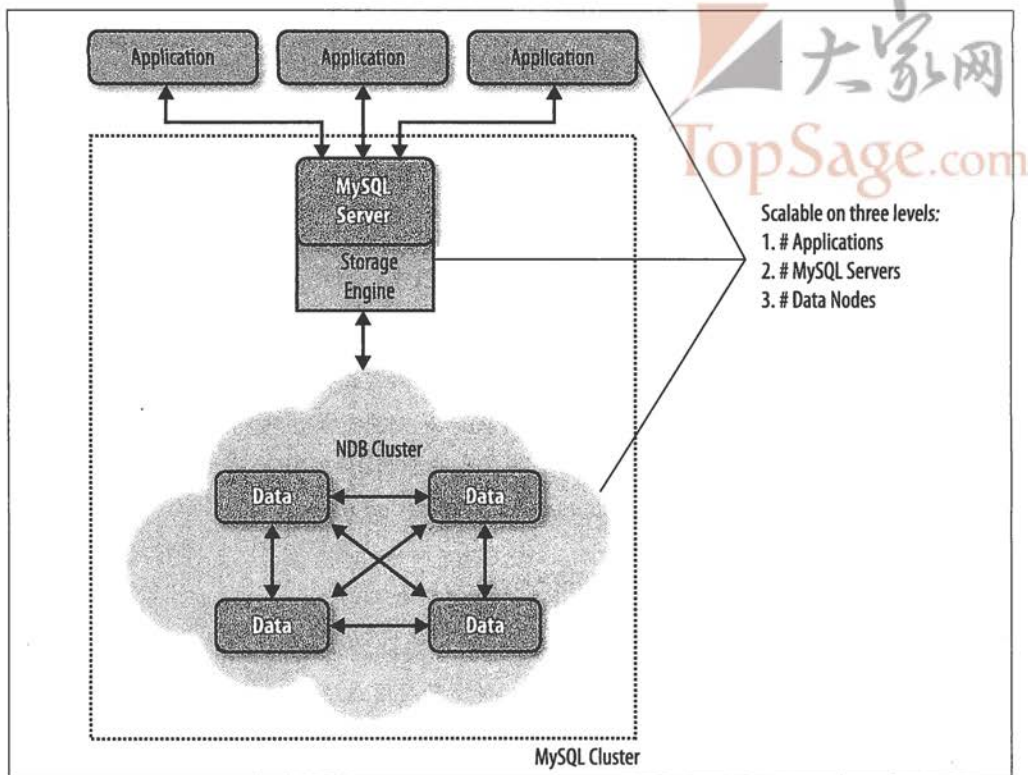 Application
Application
Application
大家网
TopSage.com
MySQL
Server
Storage
Engine
Scalable on three levels:
1. # Applications
2. # MySQL Servers
3. # Data Nodes
NDB Cluster
Data
Data
Data
Data
MySQL Cluster